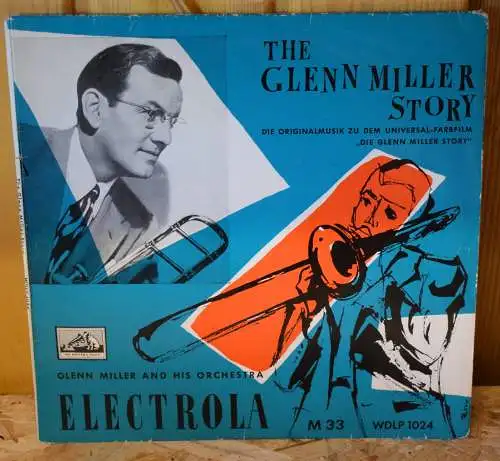 THE
GLENN MILLER
STORY
DIE ORIGINALMUSIK ZU DEM UNIVERSAL-FARBFILM
„DIE GLENN MILLER STORY"
GLENN MILLER AND HIS ORCHESTRA
ELECTROLA
M 33 WDLP 1024